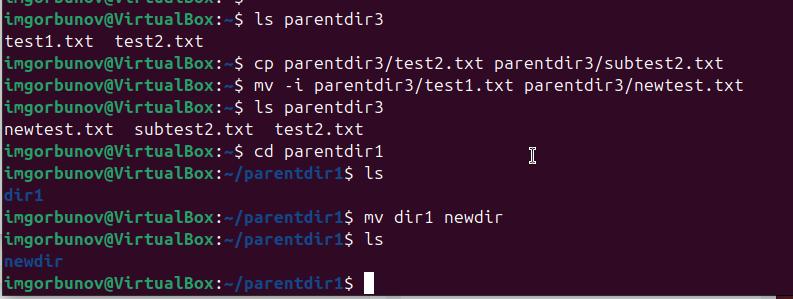 imgorbunov@VirtualBox:~$ ls parentdir3
test1.txt  test2.txt
imgorbunov@VirtualBox:~$ cp parentdir3/test2.txt parentdir3/subtest2.txt
imgorbunov@VirtualBox:~$ mv -i parentdir3/test1.txt parentdir3/newtest.txt
imgorbunov@VirtualBox:~$ ls parentdir3
newtest.txt  subtest2.txt  test2.txt
imgorbunov@VirtualBox:~$ cd parentdir1
imgorbunov@VirtualBox:~/parentdir1$ ls
dir1
imgorbunov@VirtualBox:~/parentdir1$ mv dir1 newdir
imgorbunov@VirtualBox:~/parentdir1$ ls
newdir
imgorbunov@VirtualBox:~/parentdir1$